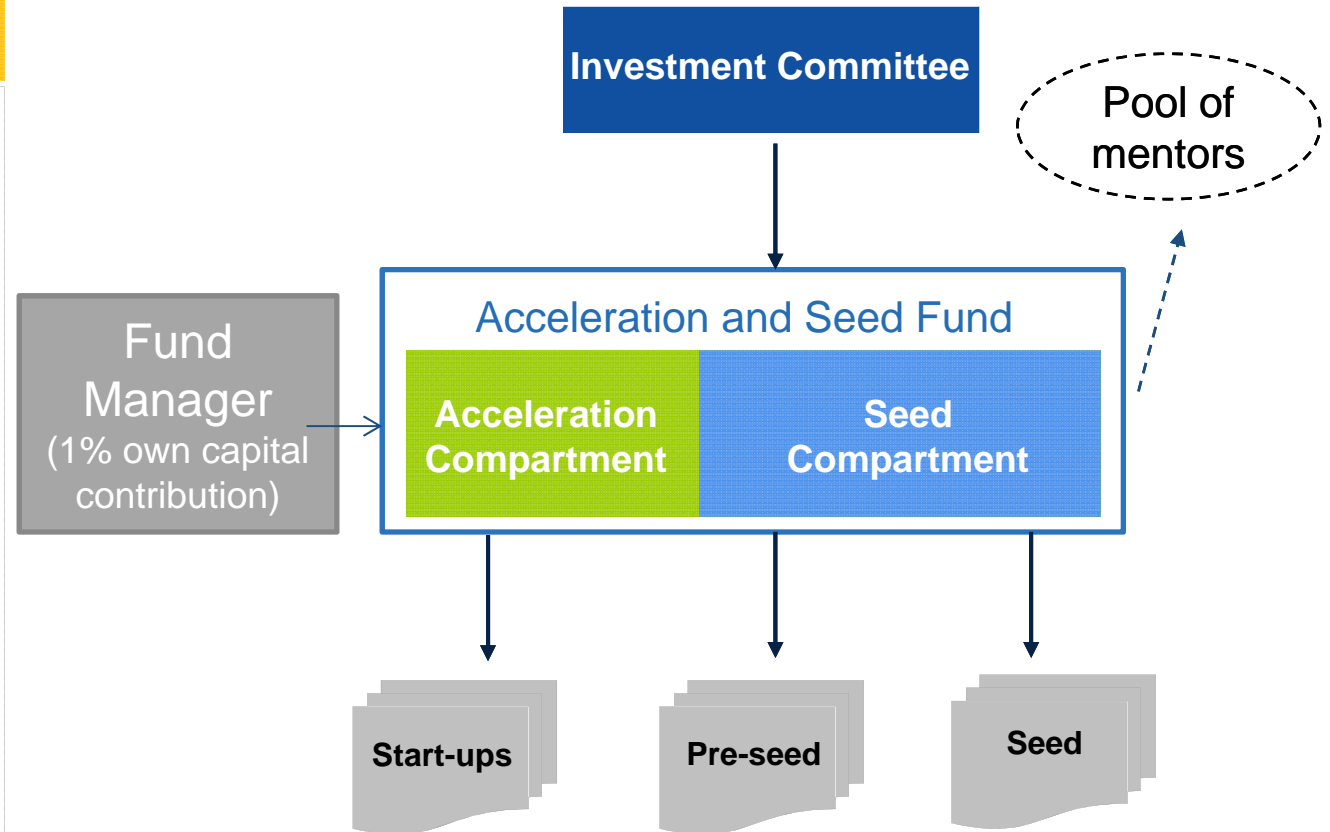 Investment Committee
Pool of
mentors
Acceleration and Seed Fund
Fund
Manager
(1% own capital
contribution)
Acceleration
Compartment
Seed
Compartment
Start-ups
Pre-seed
Seed